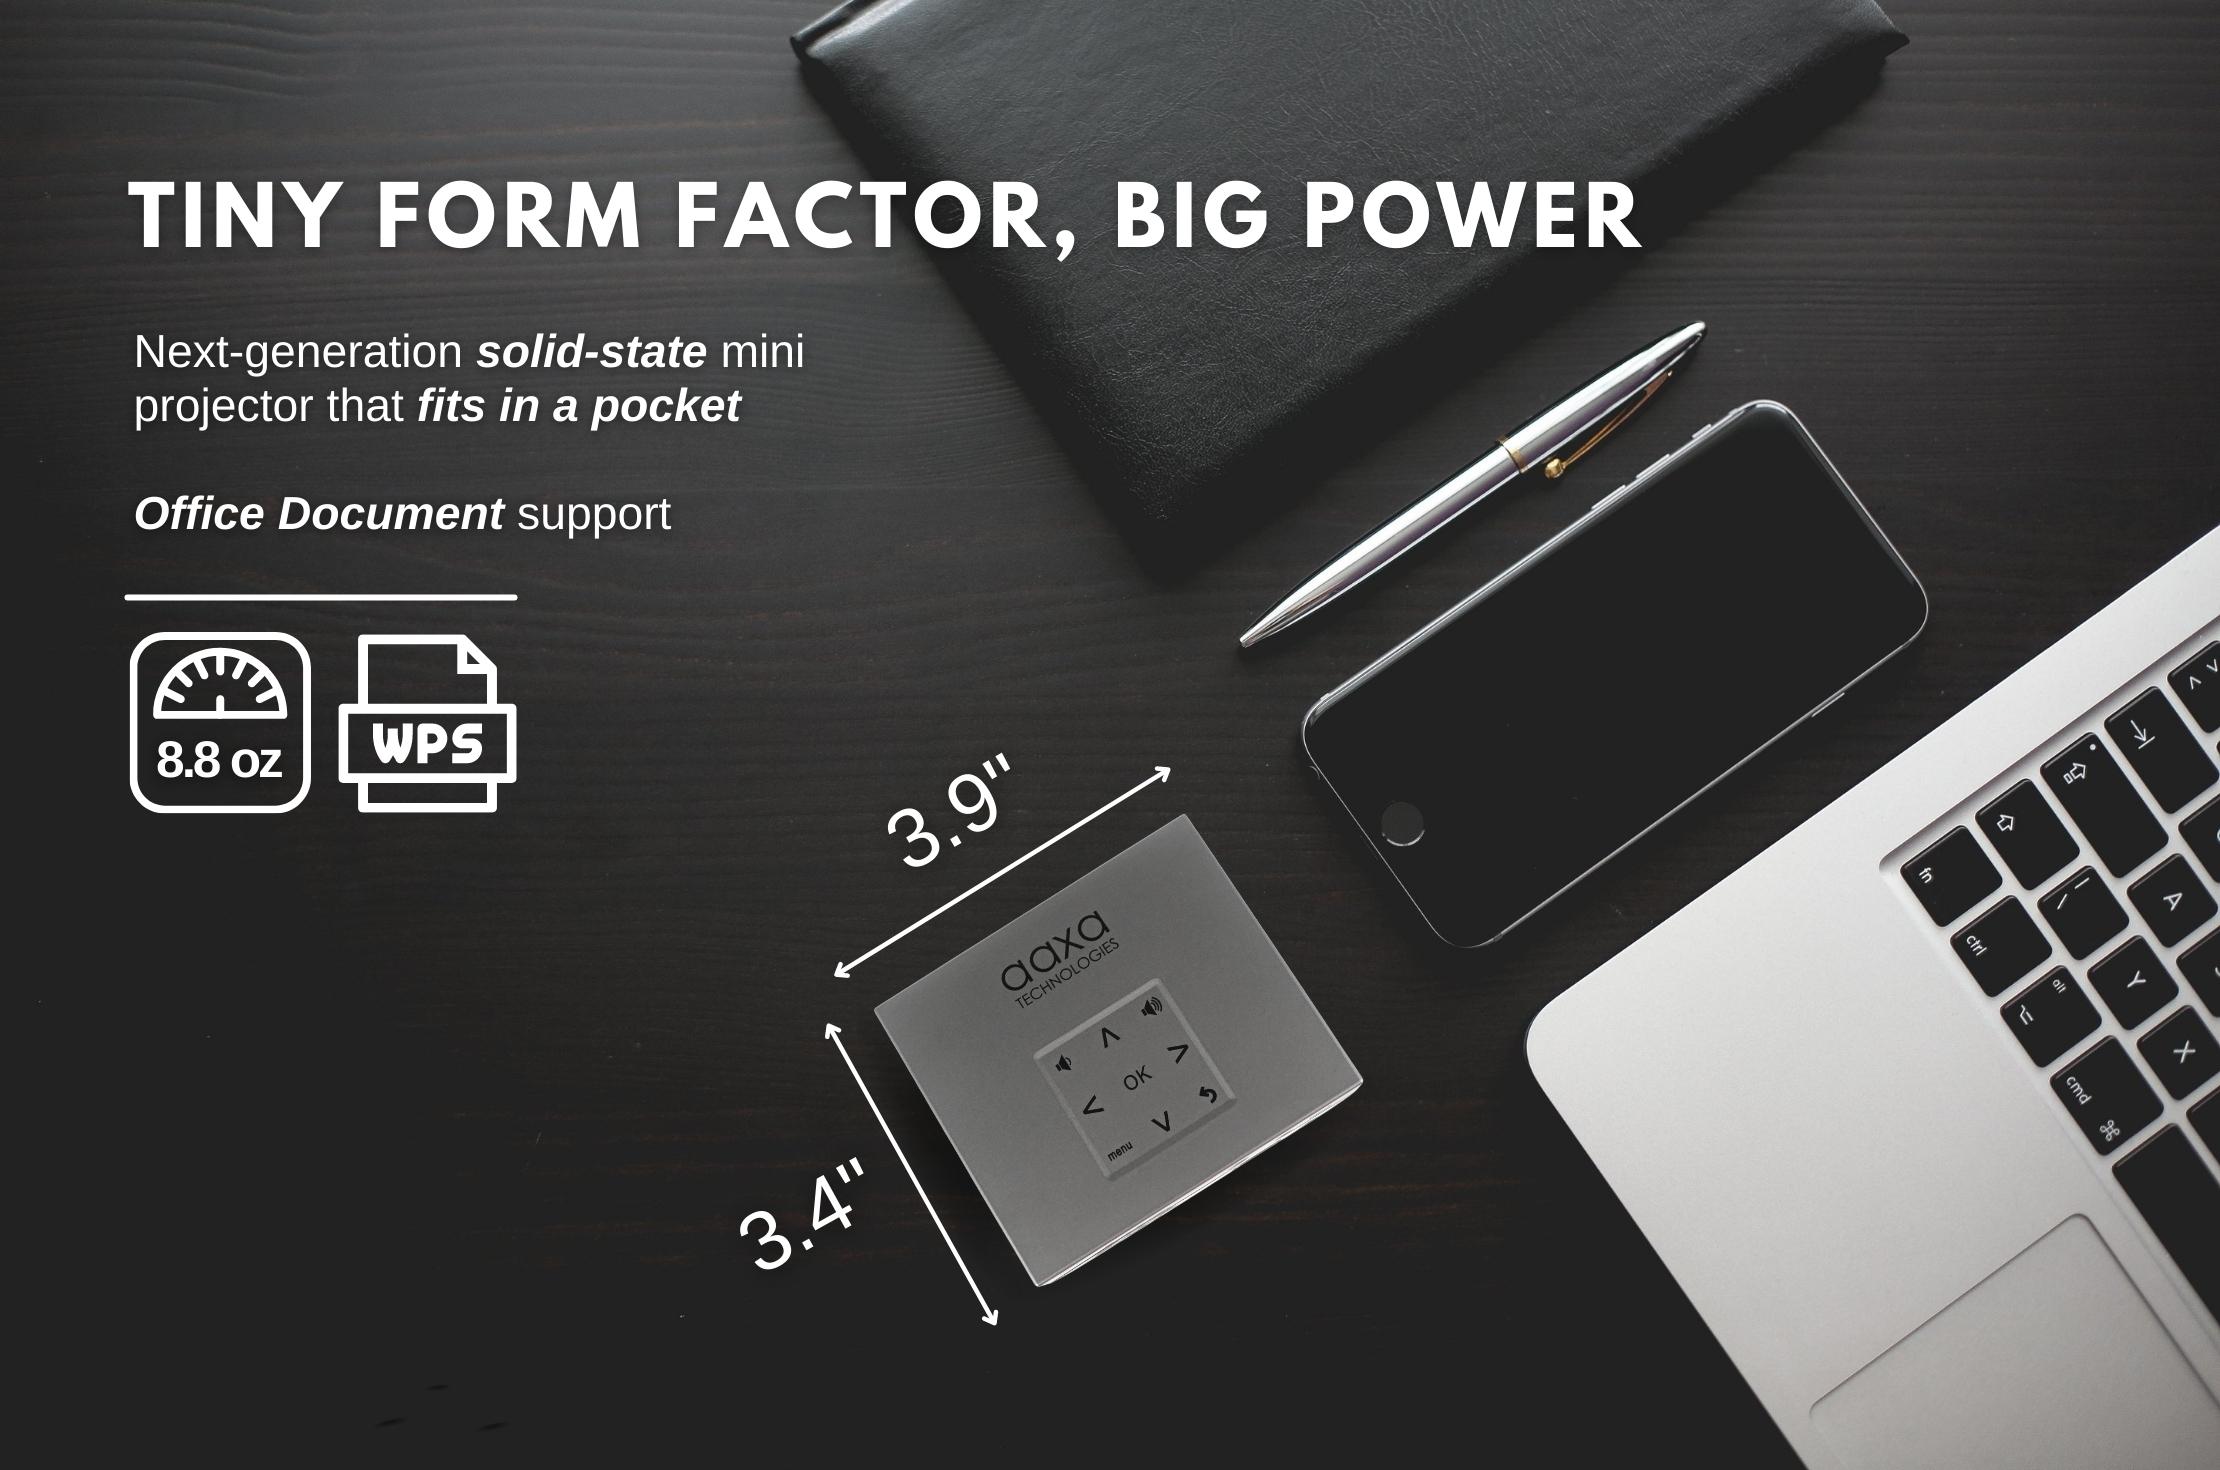 TINY FORM FACTOR, BIG POWER
Next-generation solid-state mini
projector that fits in a pocket
Office Document support
8.8 oz
WPS
3.9"
3.4"
aaxa
TECHNOLOGIES
OK
menu
fn
ctrl
alt
cmd
A
Y
X